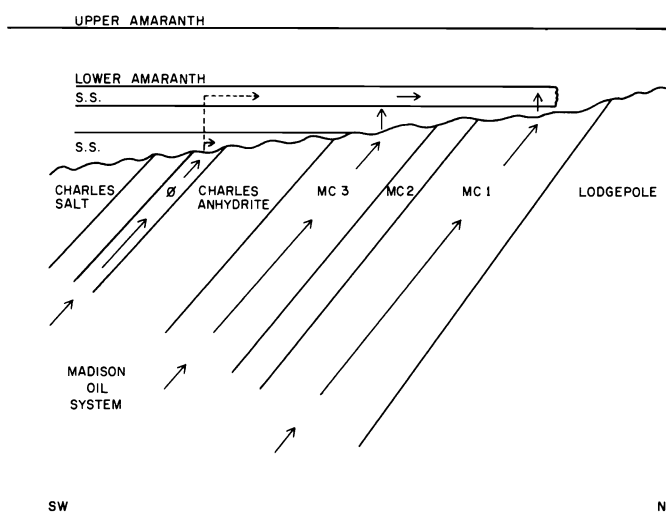 UPPER AMARANTH
LOWER AMARANTH
S.S.
S.S.
CHARLES
SALT
Ø
CHARLES
ANHYDRITE
MC 3
MC2
MC 1
LODGEPOLE
MADISON
OIL
SYSTEM
SW
N